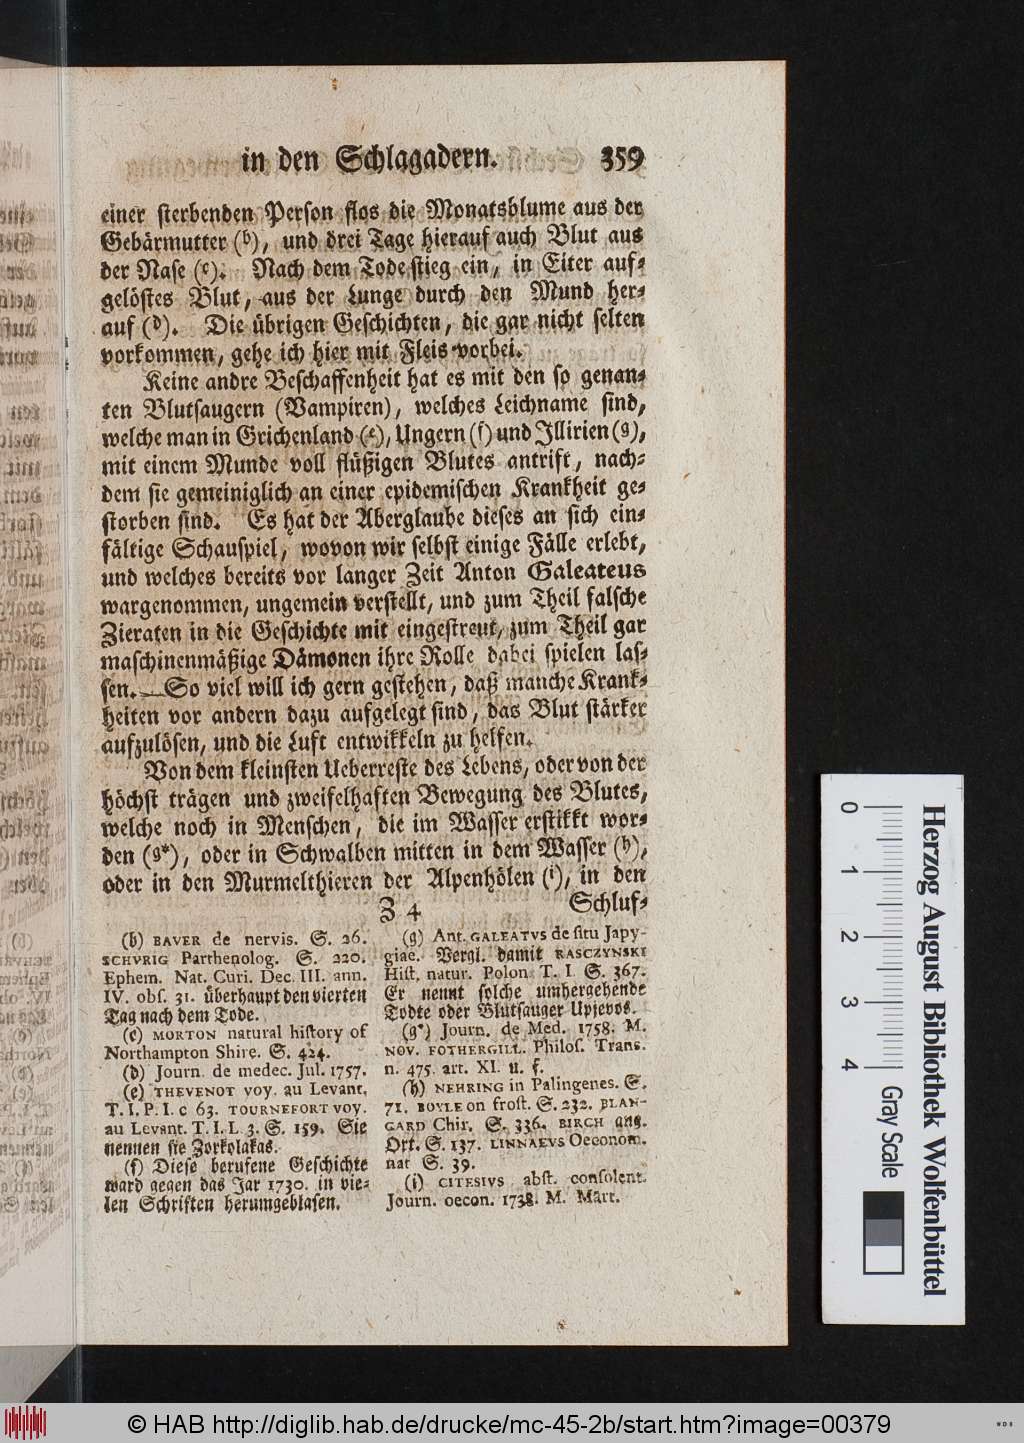 in den Schlagadern. 359
einer sterbenden Person flos die Monatsblume aus der
Gebärmutter (b), und drei Tage hierauf auch Blut aus
der Nase (c). Nach dem Tode stieg ein, in Eiter auf-
gelöstes Blut, aus der Lunge durch den Mund her-
auf (d). Die übrigen Geschichten, die gar nicht selten
vorkommen, gehe ich hier mit Fleis vorbei.
Keine andre Beschaffenheit hat es mit den so genan-
ten Blutsaugern (Vampiren), welches Leichname sind,
welche man in Grichenland (e), Ungern (f) und Illirien (g),
mit einem Munde voll flüßigen Blutes antrift, nach-
dem sie gemeiniglich an einer epidemischen Krankheit ge-
storben sind. Es hat der Aberglaube dieses an sich ein-
fältige Schauspiel, wovon wir selbst einige Fälle erlebt,
und welches bereits vor langer Zeit Anton Galeateus
wargenommen, ungemein verstellt, und zum Theil falsche
Zieraten in die Geschichte mit eingestreut, zum Theil gar
maschinenmäßige Dämonen ihre Rolle dabei spielen las-
sen. So viel will ich gern gestehen, daß manche Krank-
heiten vor andern dazu aufgelegt sind, das Blut stärker
aufzulösen, und die Luft entwikkeln zu helfen.
Von dem kleinsten Ueberreste des Lebens, oder von der
höchst trägen und zweifelhaften Bewegung des Blutes,
welche noch in Menschen, die im Wasser erstikkt wor-
den (g*), oder in Schwalben mitten in dem Wasser (h),
oder in den Murmelthieren der Alpenhölen (i), in den
Z 4 Schluf-
(b) BAVER de nervis. S. 26.
SCHVRIG Parthenolog. S. 220.
Ephem. Nat. Curi. Dec. III. ann.
IV. obs. 31. überhaupt den vierten
Tag nach dem Tode.
(c) MORTON natural history of
Northampton Shire. S. 424.
(d) Journ. de medec. Jul. 1757.
(e) THEVENOT voy. au Levant,
T. I. P. I. c 63. TOURNEFORT voy.
au Levant. T. I. L. 3. S. 159. Sie
nennen sie Zorkolakas.
(f) Diese berufene Geschichte
ward gegen das Jar 1730. in vie-
len Schriften herumgeblasen.
(g) Ant. GALEATVS de situ Japy-
giae. Vergl. damit RASCZYNSKI
Hist. natur. Polon. T. I. S. 367.
Er nennt solche umhergehende
Todte oder Blutsauger Upjevos.
(g*) Journ. de Med. 1758. M.
NOV. FOTHERGILL. Philos. Trans.
n. 475. art. XI. u. f.
(h) NEHRING in Palingenes. S.
71. BOYLE on frost. S. 232. BLAN-
GARD Chir. S. 336. BIRCH ang.
Ort. S. 137. LINNAEVS Oeconom.
nat S. 39.
(i) CITESIVS abst. consolent.
Journ. oecon. 1738. M. Märt.
0 1 2 3 4
Gray Scale
Herzog August Bibliothek Wolfenbüttel
© HAB http://diglib.hab.de/drucke/mc-45-2b/start.htm?image=00379